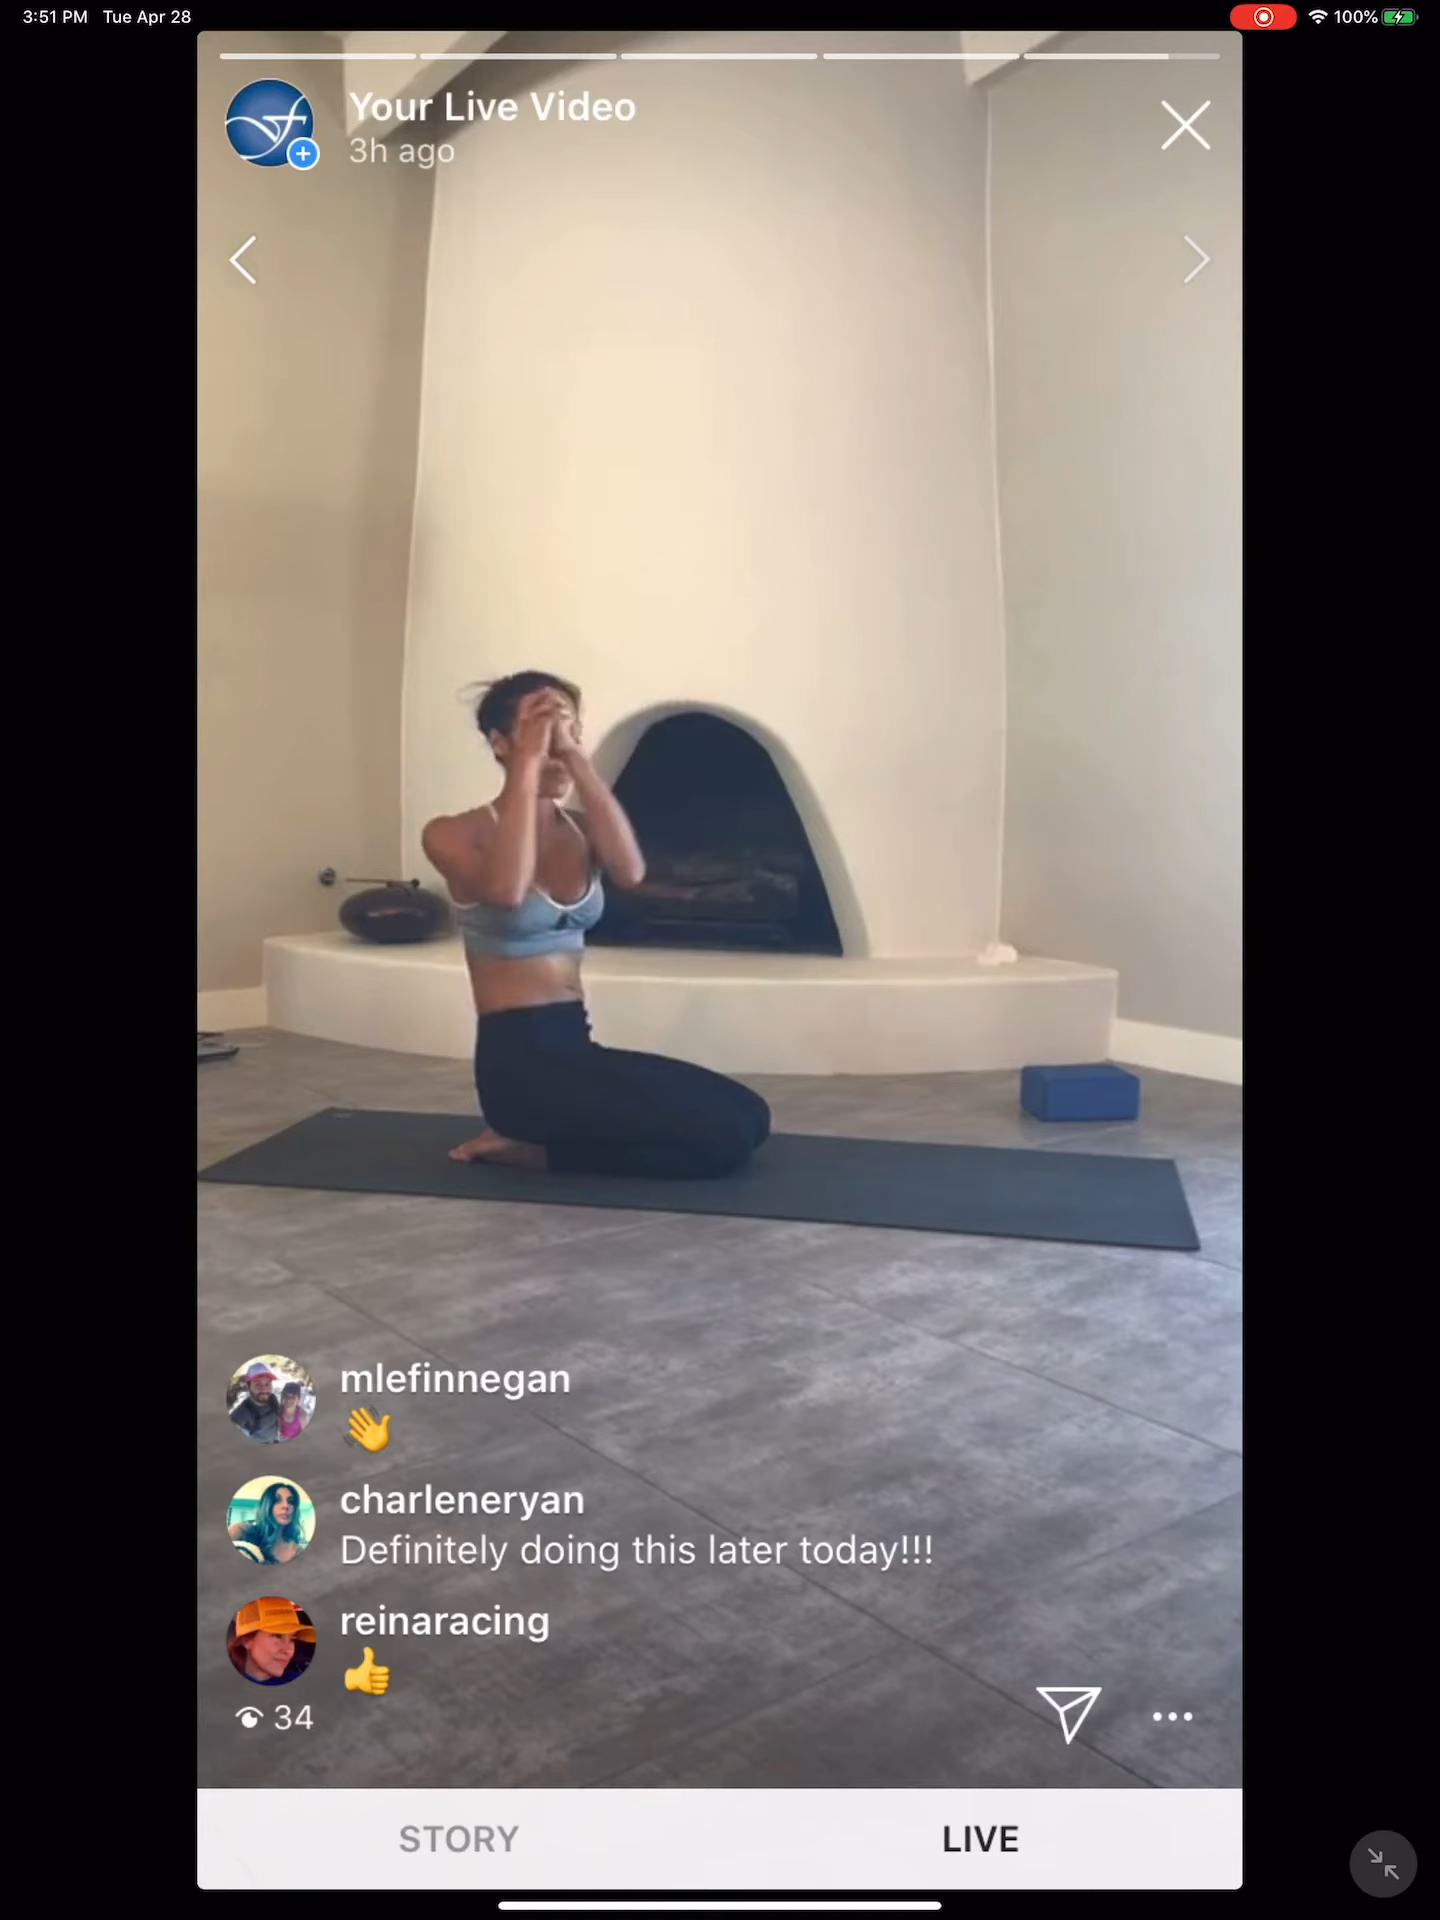 3:51 PM Tue Apr 28
100%
Your Live Video
3h ago
mlefinnegan
👋
charleneryan
Definitely doing this later today!!!
reinaracing
👍
34
STORY
LIVE